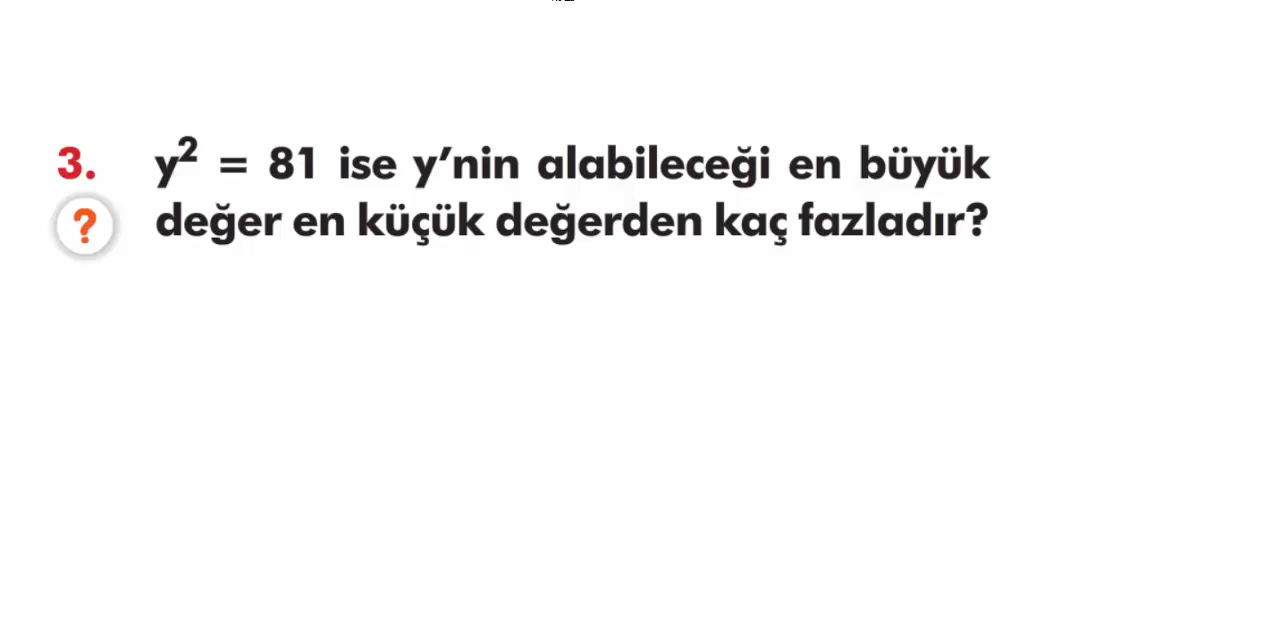 3. y² = 81 ise y’nin alabileceği en büyük
? değer en küçük değerden kaç fazladır?